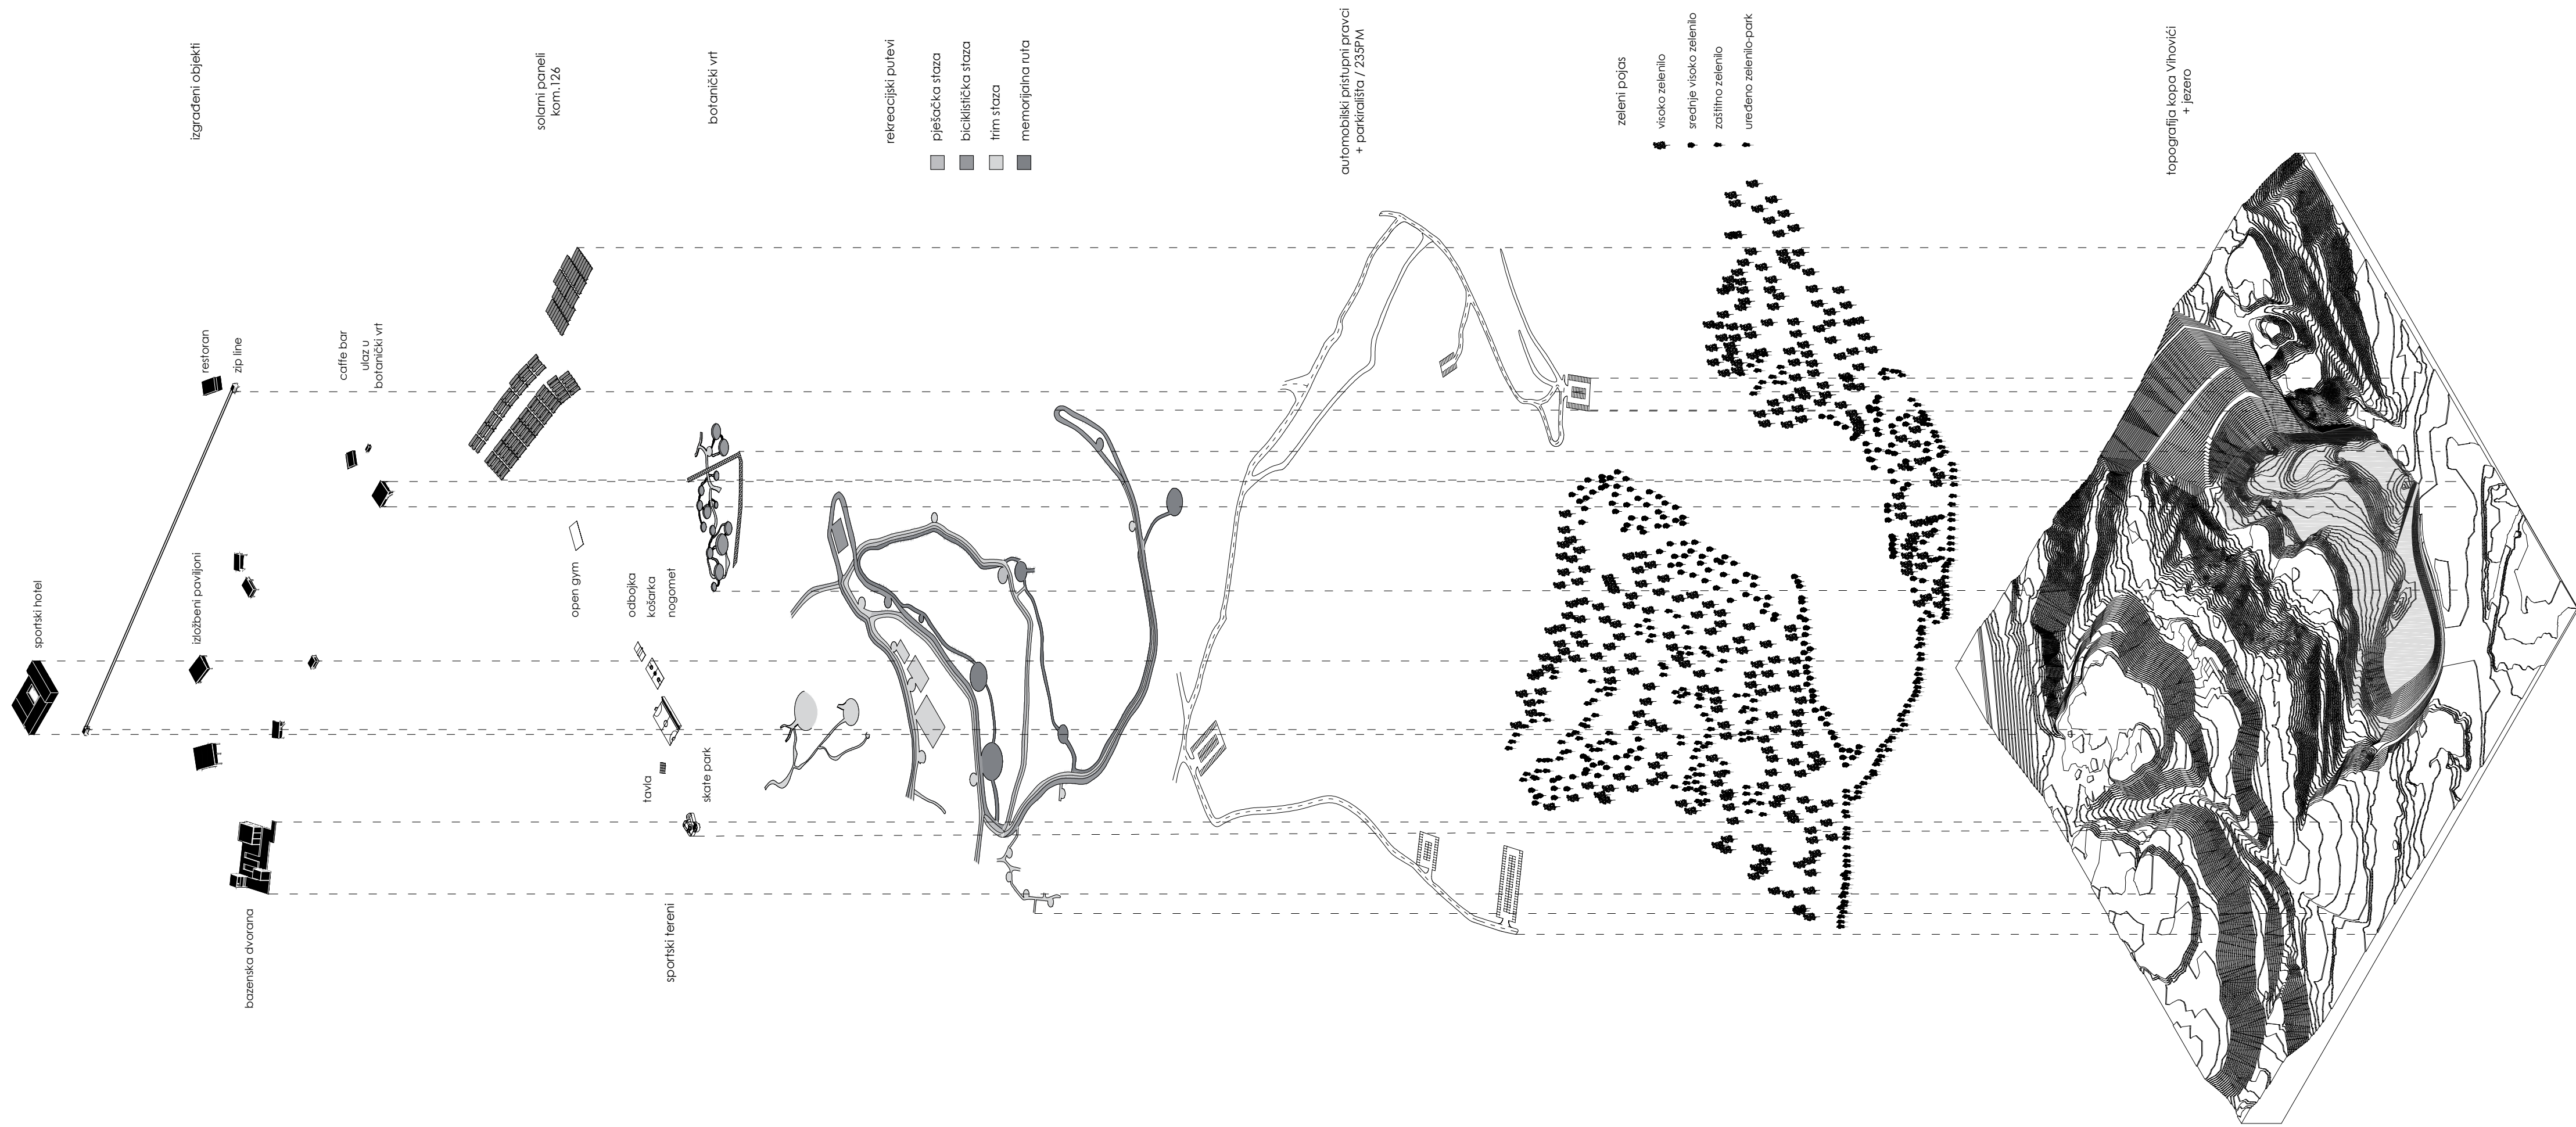 izgrađeni objekti
sportski hotel
restoran
zip line
izložbeni paviljoni
caffe bar
ulaz u
botanički vrt
bazenska dvorana
solarni paneli
kom.126
open gym
odbojka
košarka
nogomet
tavla
skate park
sportski tereni
botanički vrt
rekreacijski putevi
pješačka staza
biciklistička staza
trim staza
memorijalna ruta
automobilski pristupni pravci
+ parkirališta / 235PM
zeleni pojas
visoko zelenilo
srednje visoko zelenilo
zaštitno zelenilo
uređeno zelenilo-park
topografija kopa Vihovići
+ jezero